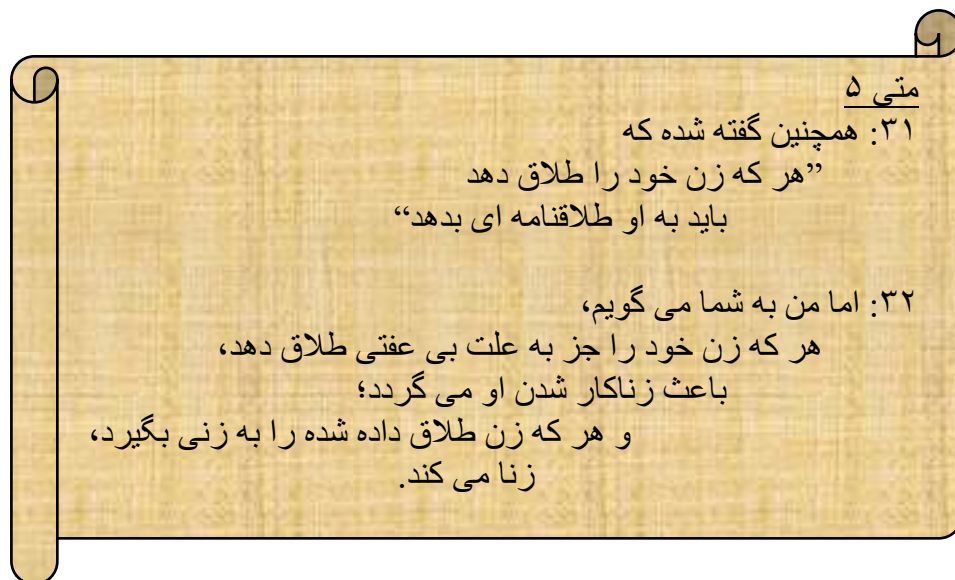 متی ۵
۳۱: همچنین گفته شده که
”هر که زن خود را طلاق دهد
باید به او طلاقنامه ای بدهد“
۳۲: اما من به شما می گویم،
هر که زن خود را جز به علت بی عفتی طلاق دهد،
باعث زناکار شدن او می گردد؛
و هر که زن طلاق داده شده را به زنی بگیرد،
زنا می کند.